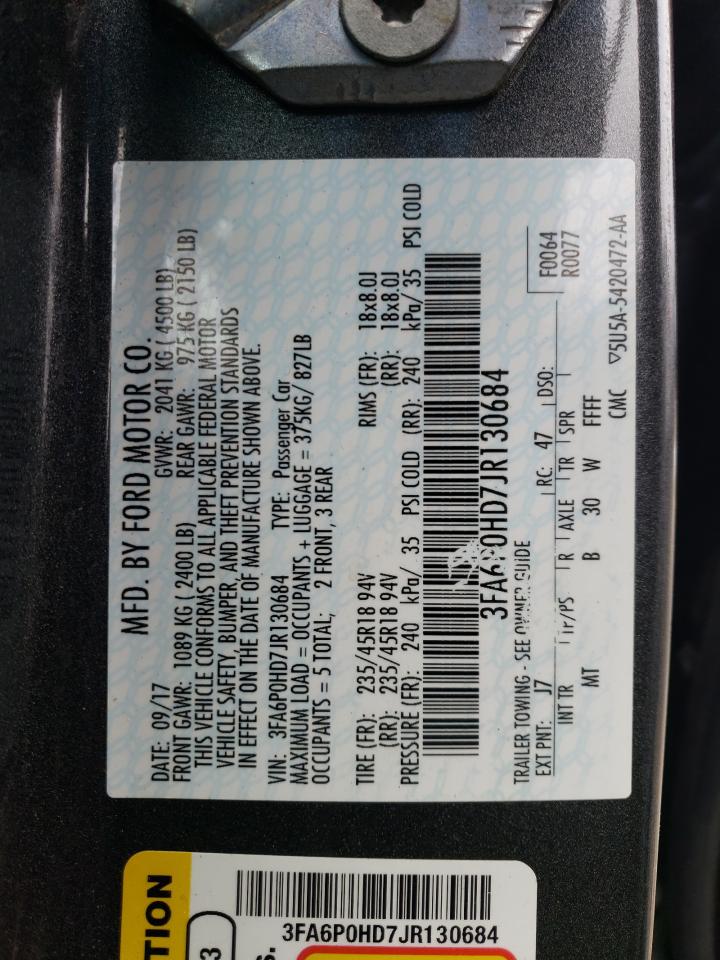 MFD. BY FORD MOTOR CO.
DATE: 09/17 GVWR: 2041 KG ( 4500 LB)
FRONT GAWR: 1089 KG ( 2400 LB) REAR GAWR: 975 KG ( 2150 LB)
THIS VEHICLE CONFORMS TO ALL APPLICABLE FEDERAL MOTOR
VEHICLE SAFETY, BUMPER, AND THEFT PREVENTION STANDARDS
IN EFFECT ON THE DATE OF MANUFACTURE SHOWN ABOVE.
VIN: 3FA6P0HD7JR130684 TYPE: Passenger Car
MAXIMUM LOAD = OCCUPANTS + LUGGAGE = 375KG/ 827LB
OCCUPANTS = 5 TOTAL; 2 FRONT, 3 REAR
TIRE (FR): 235/45R18 94V RIMS (FR): 18x8.0J
(RR): 235/45R18 94V (RR): 18x8.0J
PRESSURE (FR): 240 kPa/ 35 PSI COLD (RR): 240 kPa/ 35 PSI COLD
3FA6P0HD7JR130684
TRAILER TOWING - SEE OWNER GUIDE F0064
R0077
EXT PNT: J7 RC: 47 DSO:
INT TR TP/PS R AXLE TR SPR
MT B 30 W FFFF
CMC ▽5U5A-5420472-AA
TION
3
3FA6P0HD7JR130684
s.